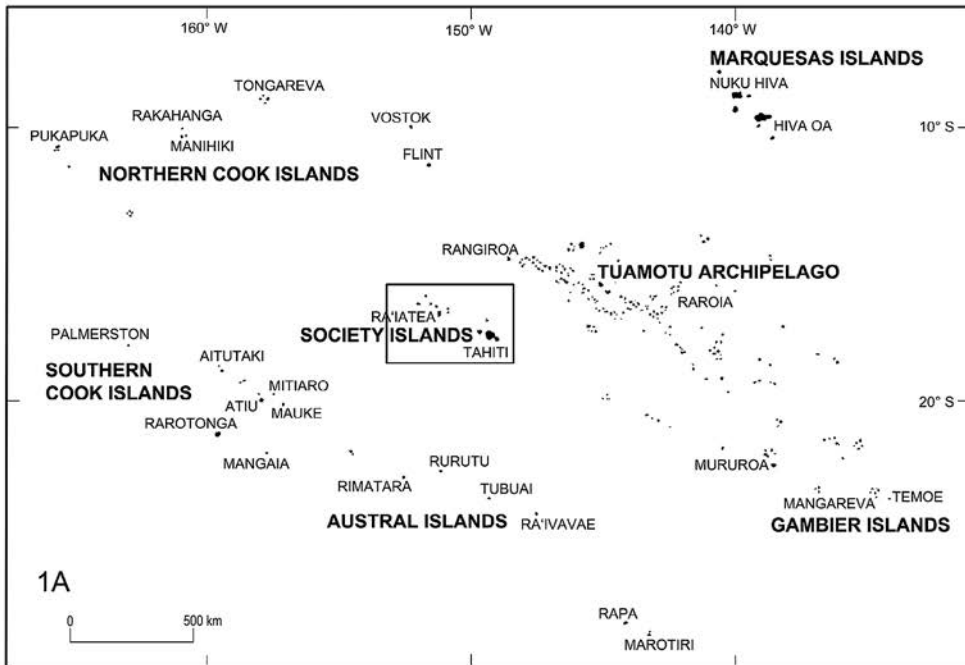 160° W
150° W
140° W
MARQUESAS ISLANDS
NUKU HIVA
TONGAREVA
RAKAHANGA
VOSTOK
HIVA OA
10° S
PUKAPUKA
MANIHIKI
FLINT
NORTHERN COOK ISLANDS
RANGIROA
TUAMOTU ARCHIPELAGO
RAROIA
RA'IATEA
PALMERSTON
SOCIETY ISLANDS
TAHITI
AITUTAKI
SOUTHERN
COOK ISLANDS
MITIARO
ATIU
MAUKE
20° S
RAROTONGA
MANGAIA
RURUTU
MURUROA
RIMATARA
TUBUAI
MANGAREVA
TEMOE
AUSTRAL ISLANDS
RA'IVAVAE
GAMBIER ISLANDS
1A
0
500 km
RAPA
MAROTIRI